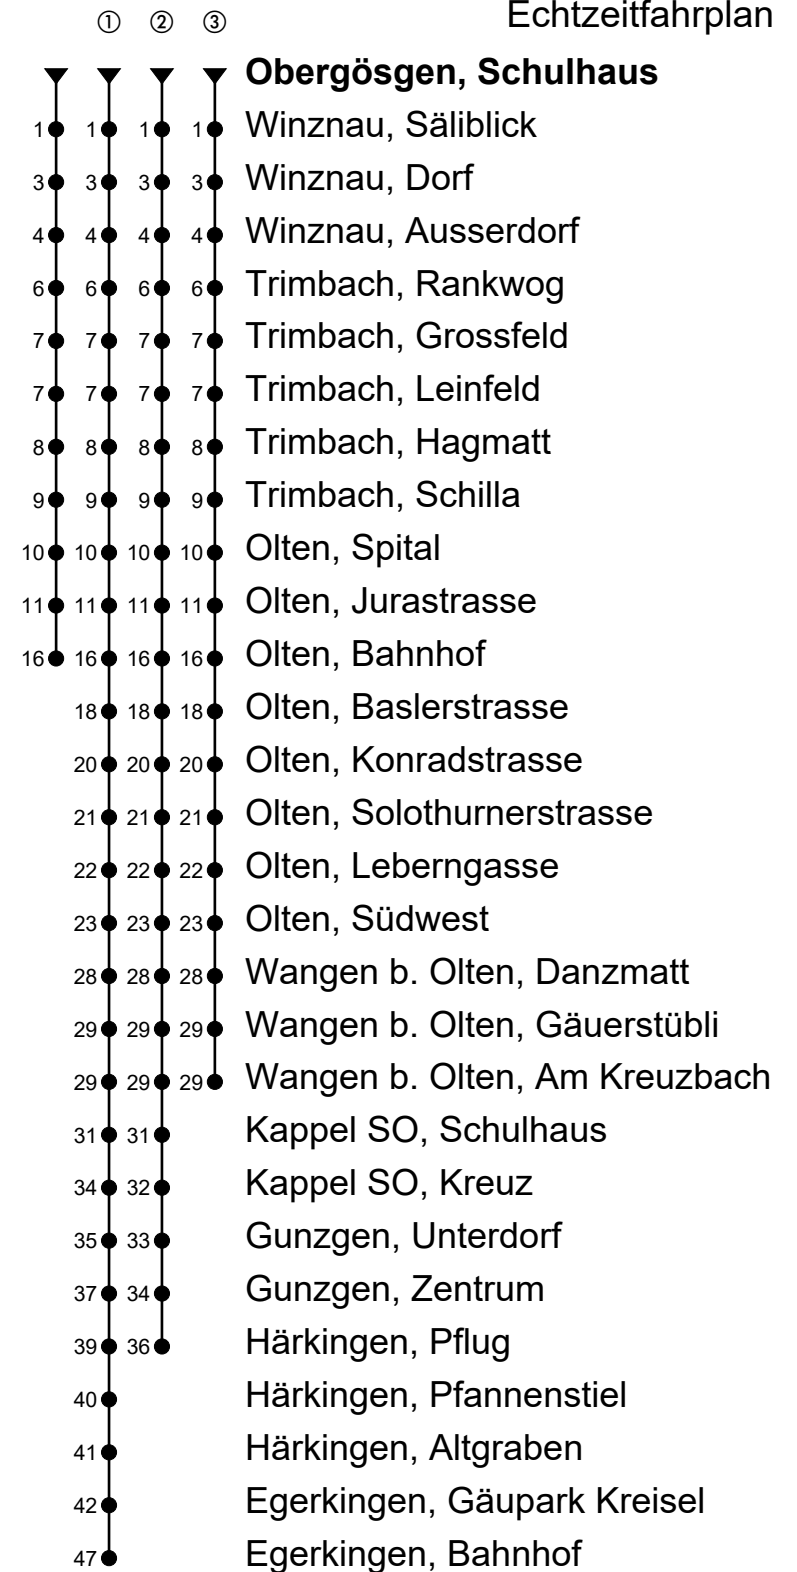 ① ② ③ Echtzeitfahrplan
Obergösgen, Schulhaus
1 1 1 1 Winznau, Säliblick
3 3 3 3 Winznau, Dorf
4 4 4 4 Winznau, Ausserdorf
6 6 6 6 Trimbach, Rankwog
7 7 7 7 Trimbach, Grossfeld
7 7 7 7 Trimbach, Leinfeld
8 8 8 8 Trimbach, Hagmatt
9 9 9 9 Trimbach, Schilla
10 10 10 10 Olten, Spital
11 11 11 11 Olten, Jurastrasse
16 16 16 16 Olten, Bahnhof
18 18 18 Olten, Baslerstrasse
20 20 20 Olten, Konradstrasse
21 21 21 Olten, Solothurnerstrasse
22 22 22 Olten, Leberngasse
23 23 23 Olten, Südwest
28 28 28 Wangen b. Olten, Danzmatt
29 29 29 Wangen b. Olten, Gäuerstübli
29 29 29 Wangen b. Olten, Am Kreuzbach
31 31 Kappel SO, Schulhaus
34 32 Kappel SO, Kreuz
35 33 Gunzgen, Unterdorf
37 34 Gunzgen, Zentrum
39 36 Härkingen, Pflug
40 Härkingen, Pfannenstiel
41 Härkingen, Altgraben
42 Egerkingen, Gäupark Kreisel
47 Egerkingen, Bahnhof